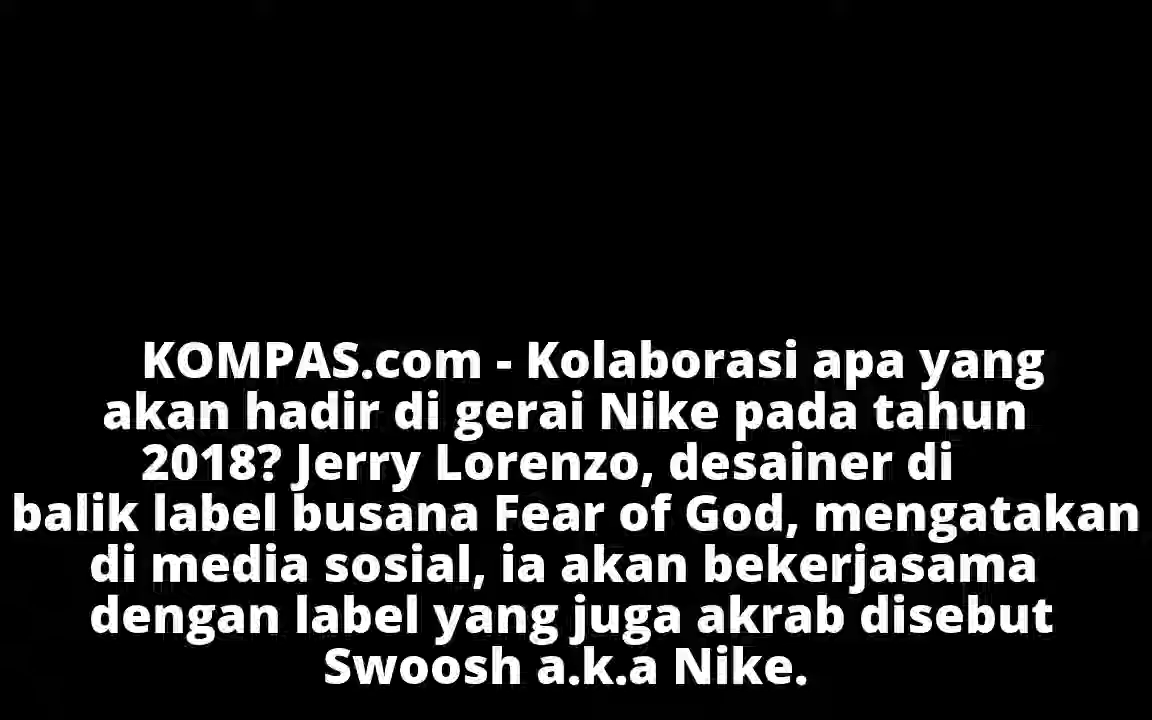 KOMPAS.com - Kolaborasi apa yang
akan hadir di gerai Nike pada tahun
2018? Jerry Lorenzo, desainer di
balik label busana Fear of God, mengatakan
di media sosial, ia akan bekerjasama
dengan label yang juga akrab disebut
Swoosh a.k.a Nike.